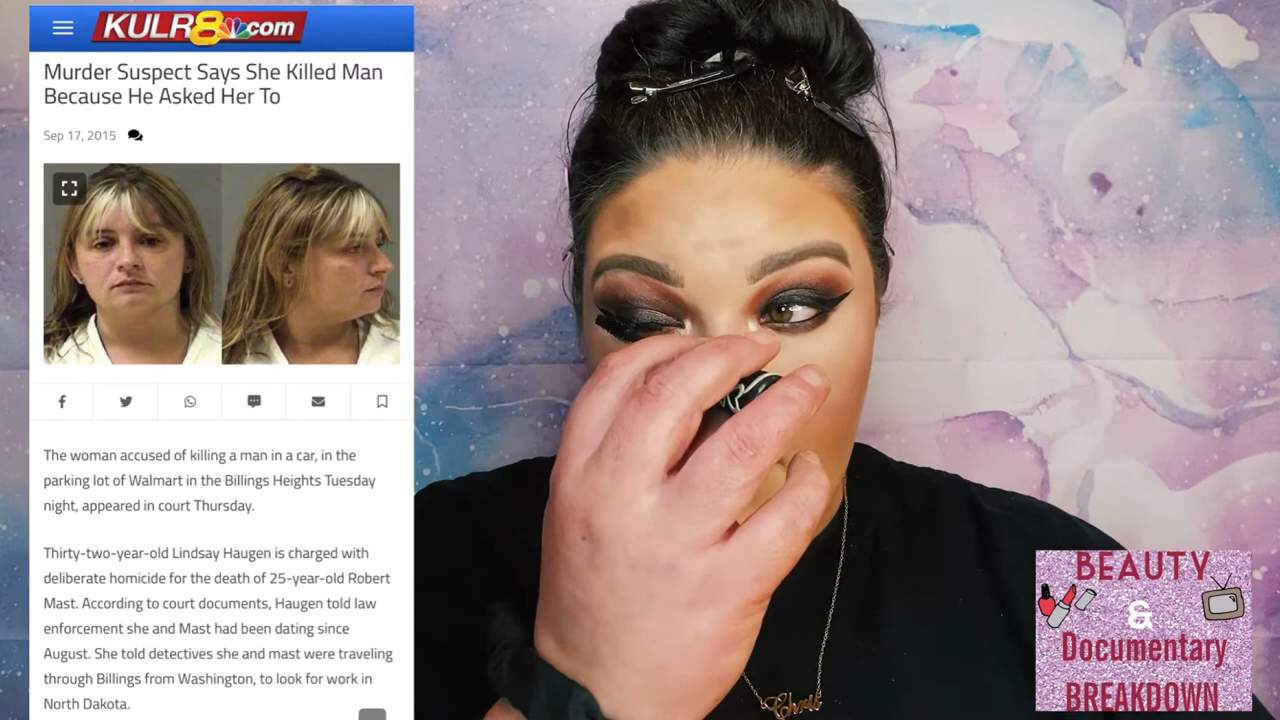 KULR8.com
Murder Suspect Says She Killed Man
Because He Asked Her To
Sep 17, 2015
The woman accused of killing a man in a car, in the
parking lot of Walmart in the Billings Heights Tuesday
night, appeared in court Thursday.
Thirty-two-year-old Lindsay Haugen is charged with
deliberate homicide for the death of 25-year-old Robert
Mast. According to court documents, Haugen told law
enforcement she and Mast had been dating since
August. She told detectives she and mast were traveling
through Billings from Washington, to look for work in
North Dakota.
Chris
BEAUTY
&
Documentary
BREAKDOWN